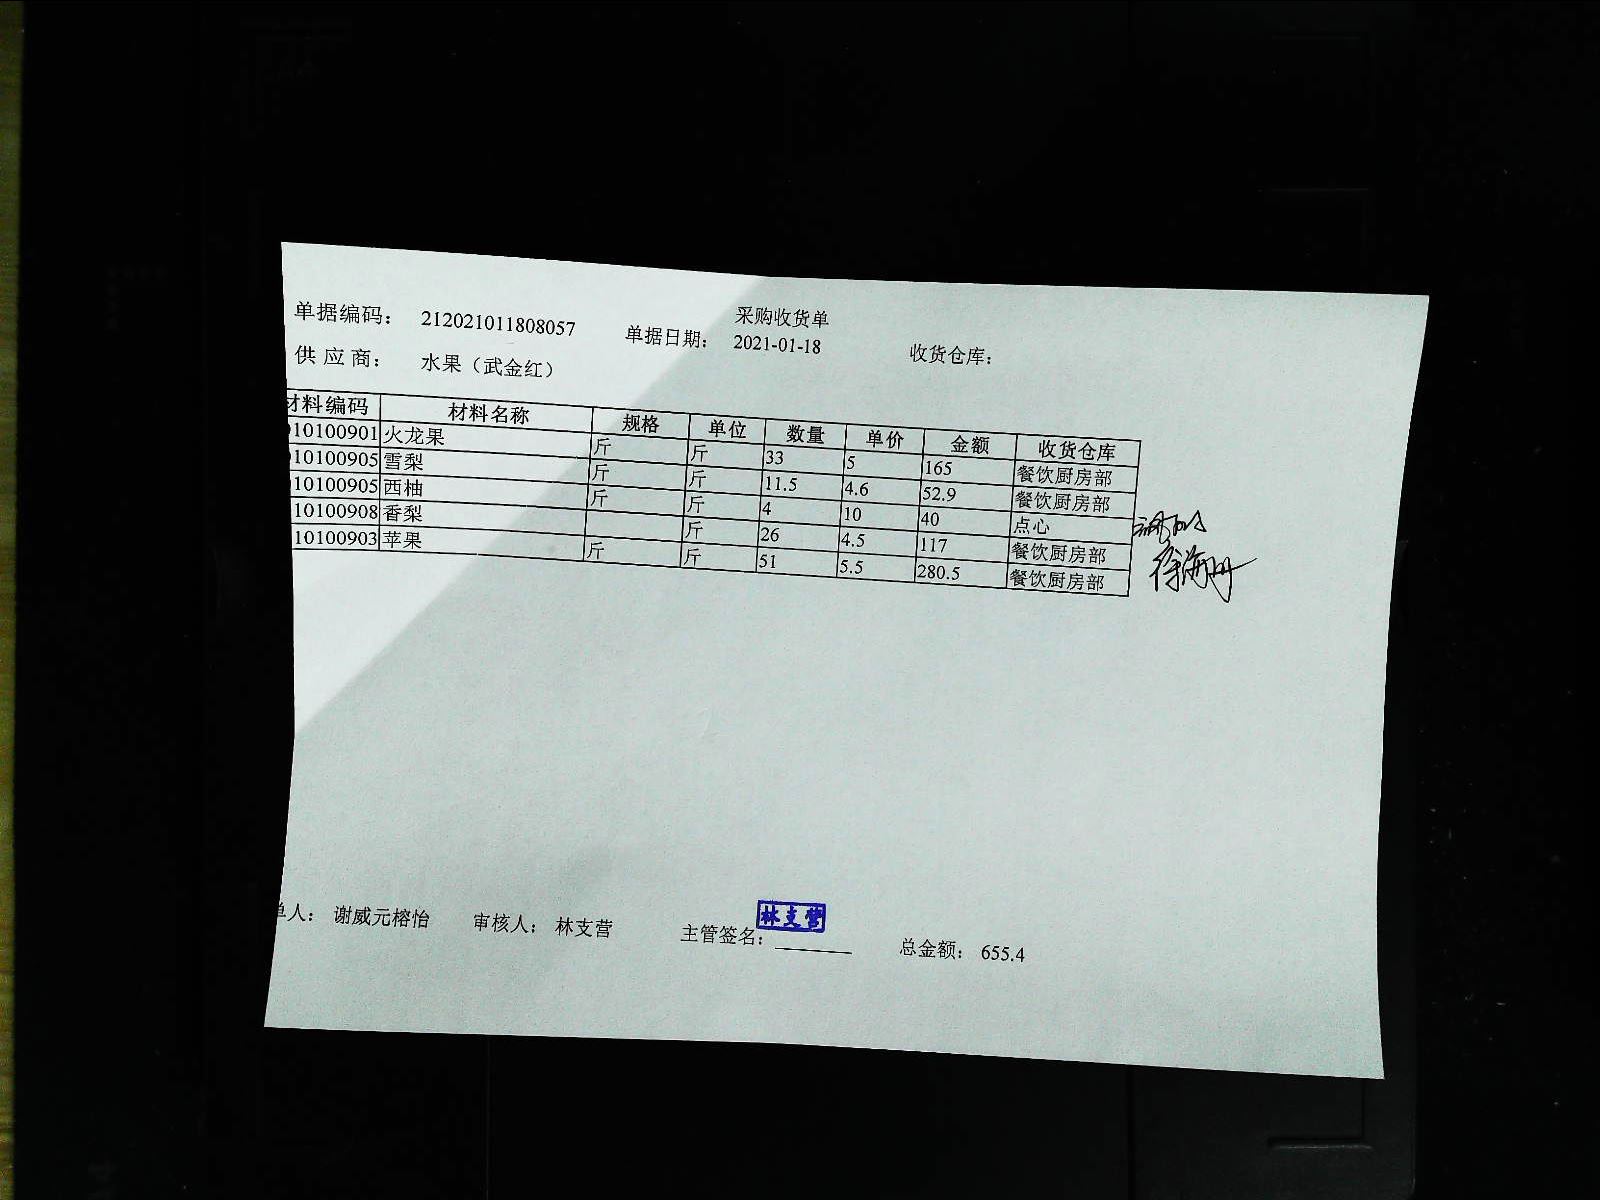 采购收货单
单据编码： 212021011808057 单据日期： 2021-01-18 收货仓库：
供 应 商： 水果（武金红）
材料编码 材料名称 规格 单位 数量 单价 金额 收货仓库
10100901 火龙果 斤 斤 33 5 165 餐饮厨房部
10100905 雪梨 斤 斤 11.5 4.6 52.9 餐饮厨房部
10100905 西柚 斤 斤 4 10 40 点心
10100908 香梨 斤 26 4.5 117 餐饮厨房部
10100903 苹果 斤 斤 51 5.5 280.5 餐饮厨房部
徐海丹
林支营
单人： 谢威元榕怡 审核人： 林支营 主管签名： 总金额： 655.4